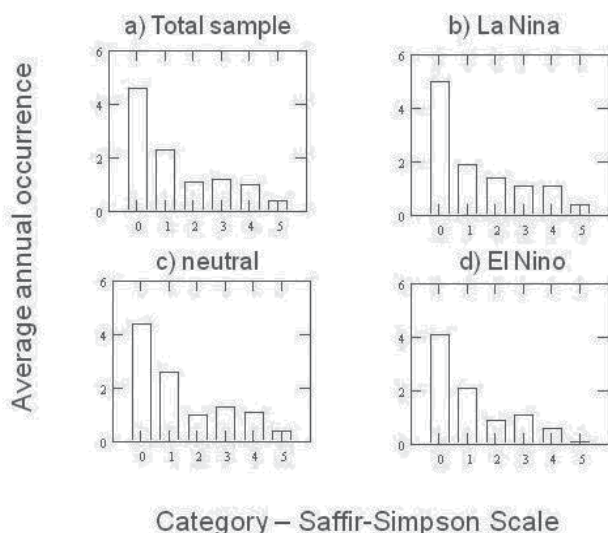 a) Total sample
b) La Nina
6
4
2
0
0 1 2 3 4 5
6
4
2
0
0 1 2 3 4 5
c) neutral
d) El Nino
6
4
2
0
0 1 2 3 4 5
6
4
2
0
0 1 2 3 4 5
Average annual occurrence
Category – Saffir-Simpson Scale